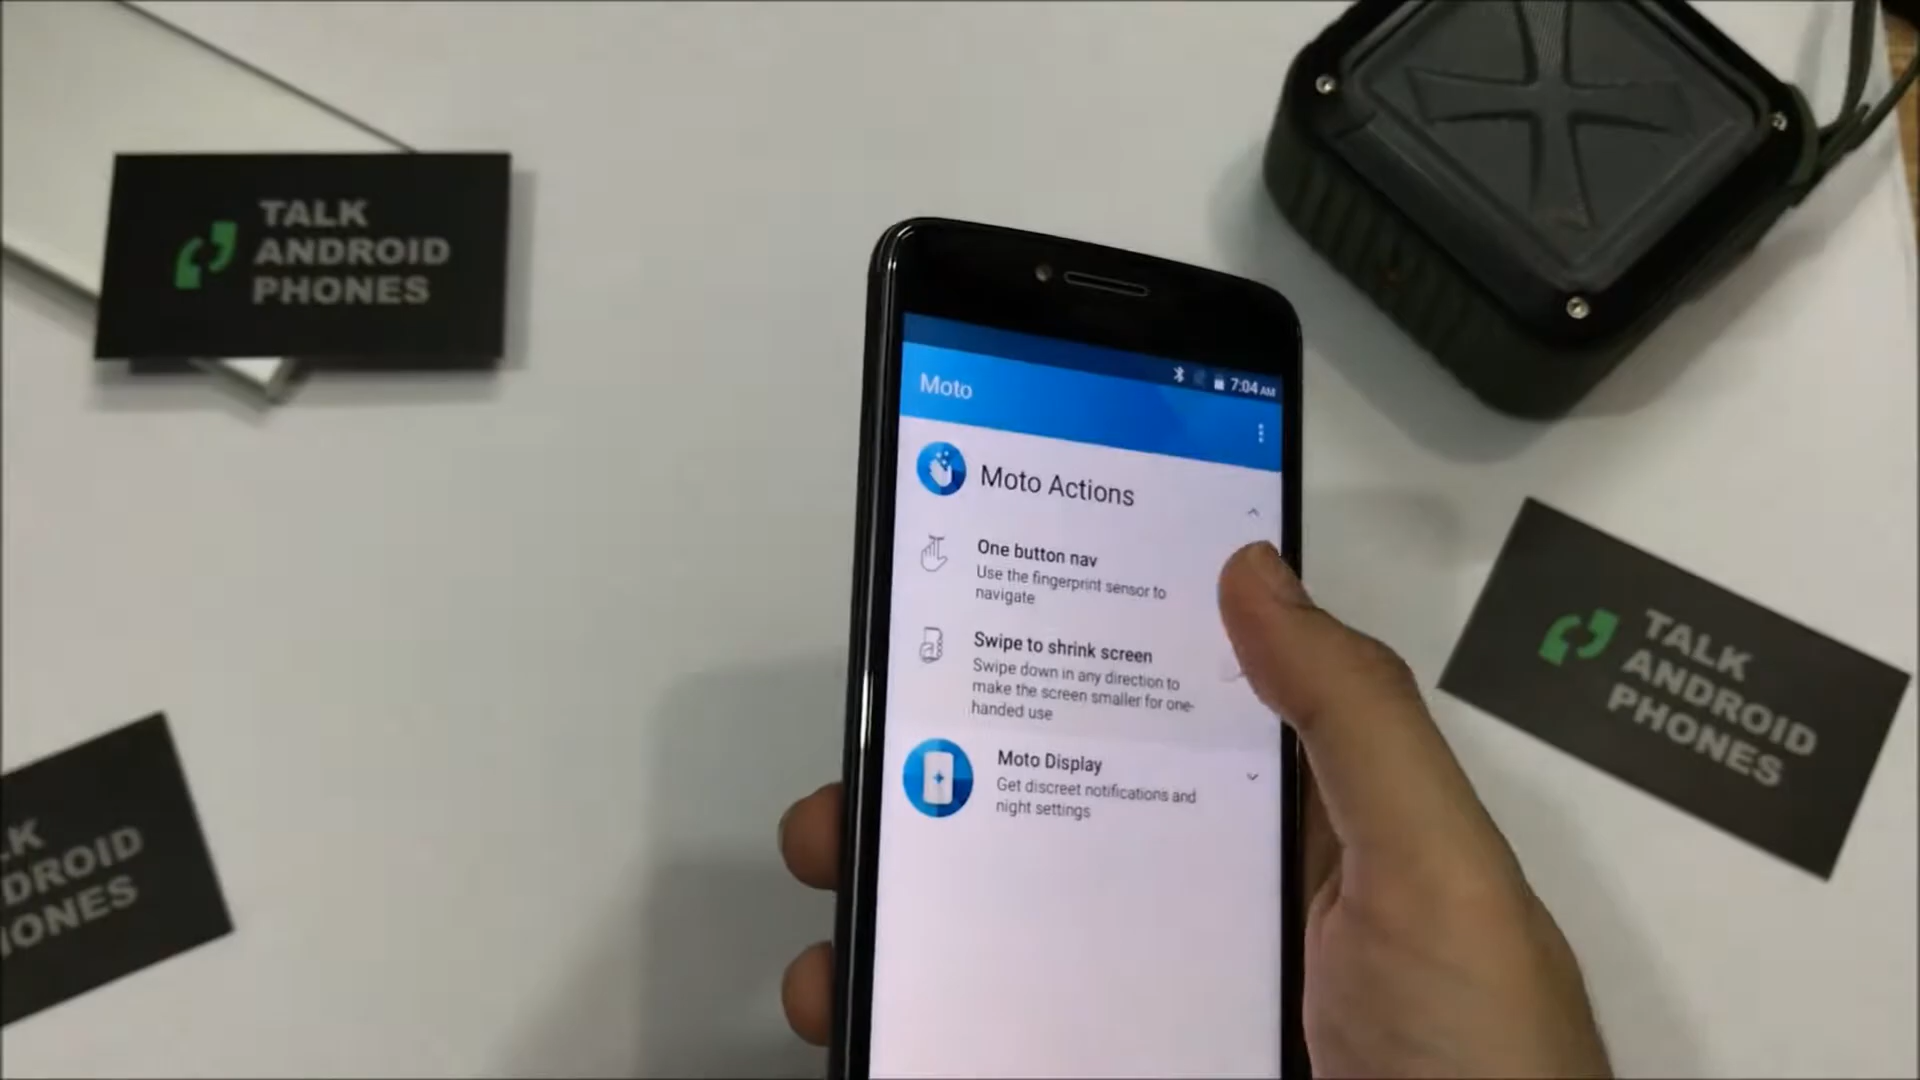 TALK
ANDROID
PHONES
7:04 AM
Moto
Moto Actions
One button nav
Use the fingerprint sensor to
navigate
Swipe to shrink screen
Swipe down in any direction to
make the screen smaller for one-
handed use
Moto Display
Get discreet notifications and
night settings
TALK
ANDROID
PHONES
LK
DROID
HONES